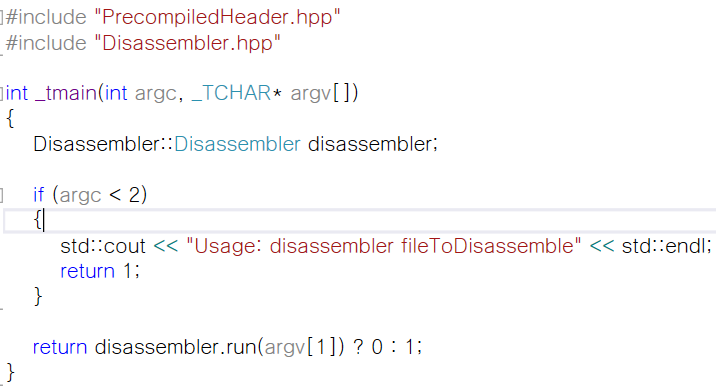 #include "PrecompiledHeader.hpp"
#include "Disassembler.hpp"

int _tmain(int argc, _TCHAR* argv[])
{
    Disassembler::Disassembler disassembler;

    if (argc < 2)
    {
        std::cout << "Usage: disassembler fileToDisassemble" << std::endl;
        return 1;
    }

    return disassembler.run(argv[1]) ? 0 : 1;
}